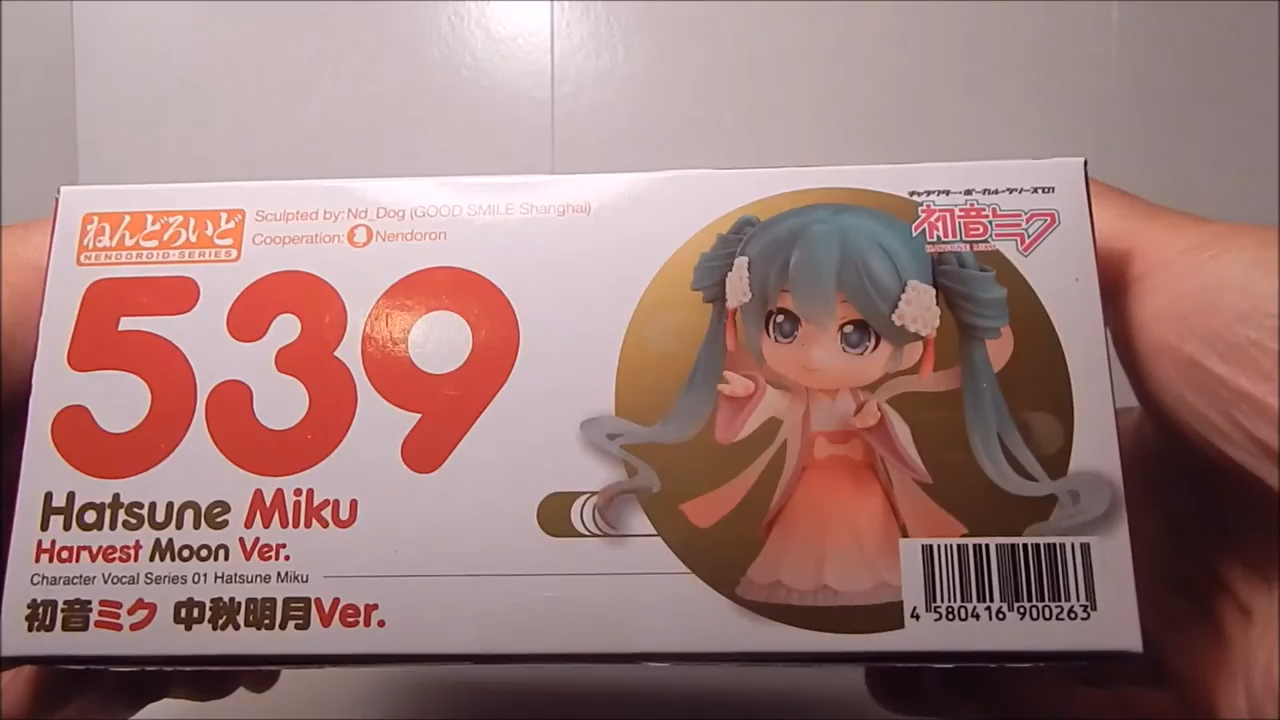 ねんどろいど
NENDOROID·SERIES
Sculpted by: Nd_Dog (GOOD SMILE Shanghai)
Cooperation: Nendoron
539
Hatsune Miku
Harvest Moon Ver.
Character Vocal Series 01 Hatsune Miku
初音ミク 中秋明月Ver.
キャラクター・ボーカル・シリーズ01
初音ミク
HATSUNE MIKU
4 580416 900263